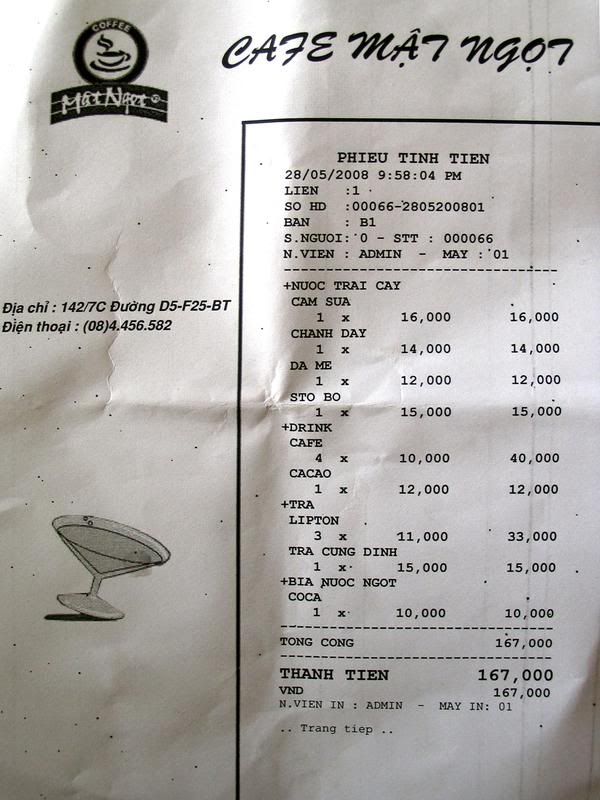 COFFEE
Mật Ngọt
CAFE MẬT NGỌT
PHIEU TINH TIEN
28/05/2008 9:58:04 PM
LIEN :1
SO HD :00066-2805200801
BAN : B1
S.NGUOI: 0 - STT : 000066
N.VIEN : ADMIN - MAY : 01
Địa chỉ : 142/7C Đường D5-F25-BT
Điện thoại : (08)4.456.582
+NUOC TRAI CAY
CAM SUA
1 x 16,000 16,000
CHANH DAY
1 x 14,000 14,000
DA ME
1 x 12,000 12,000
STO BO
1 x 15,000 15,000
+DRINK
CAFE
4 x 10,000 40,000
CACAO
1 x 12,000 12,000
+TRA
LIPTON
3 x 11,000 33,000
TRA CUNG DINH
1 x 15,000 15,000
+BIA NUOC NGOT
COCA
1 x 10,000 10,000
TONG CONG 167,000
THANH TIEN 167,000
VND 167,000
N.VIEN IN : ADMIN - MAY IN: 01
.. Trang tiep ..